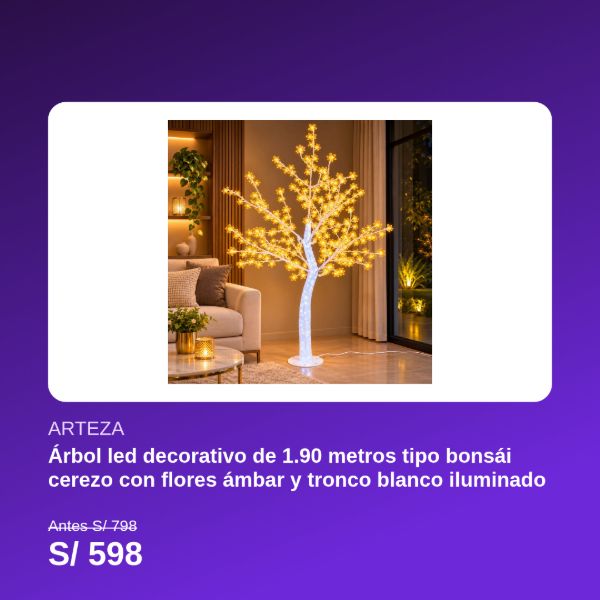 ARTEZA
Árbol led decorativo de 1.90 metros tipo bonsái
cerezo con flores ámbar y tronco blanco iluminado
Antes S/ 798
S/ 598